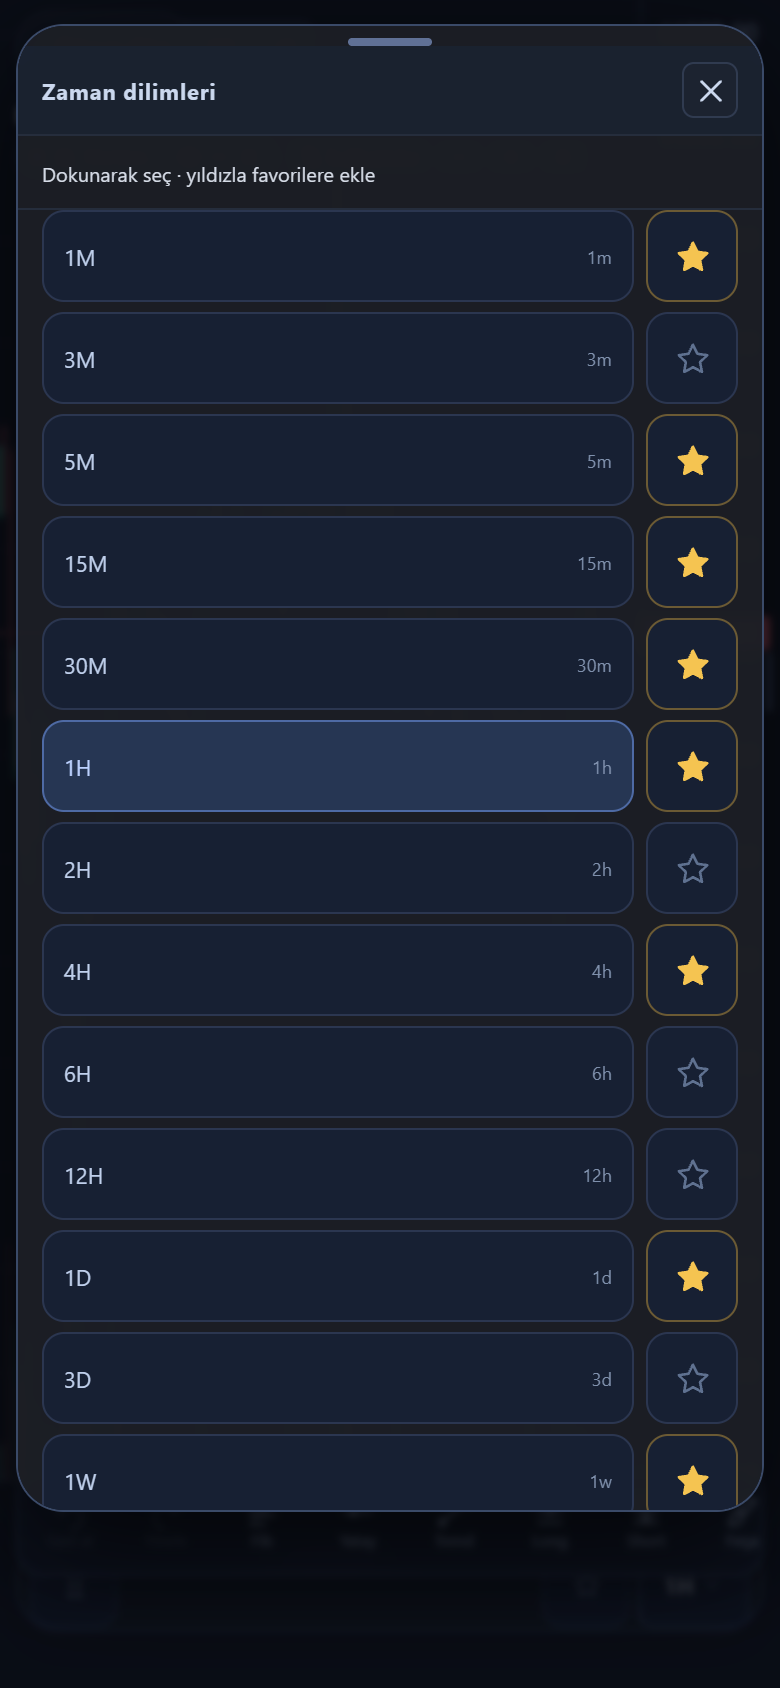 Zaman dilimleri
Dokunarak seç · yıldızla favorilere ekle
1M 1m
3M 3m
5M 5m
15M 15m
30M 30m
1H 1h
2H 2h
4H 4h
6H 6h
12H 12h
1D 1d
3D 3d
1W 1w